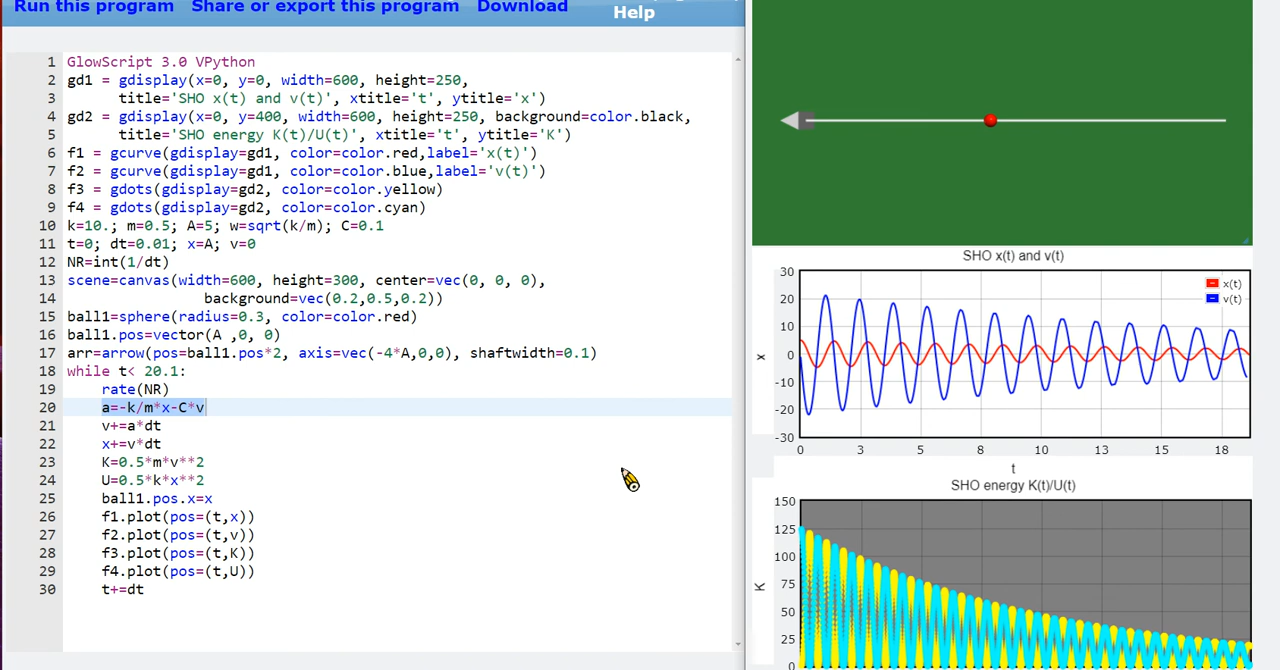 Run this program Share or export this program Download
Help
1 GlowScript 3.0 VPython
2 gd1 = gdisplay(x=0, y=0, width=600, height=250,
3 title='SHO x(t) and v(t)', xtitle='t', ytitle='x')
4 gd2 = gdisplay(x=0, y=400, width=600, height=250, background=color.black,
5 title='SHO energy K(t)/U(t)', xtitle='t', ytitle='K')
6 f1 = gcurve(gdisplay=gd1, color=color.red,label='x(t)')
7 f2 = gcurve(gdisplay=gd1, color=color.blue,label='v(t)')
8 f3 = gdots(gdisplay=gd2, color=color.yellow)
9 f4 = gdots(gdisplay=gd2, color=color.cyan)
10 k=10.; m=0.5; A=5; w=sqrt(k/m); C=0.1
11 t=0; dt=0.01; x=A; v=0
12 NR=int(1/dt)
13 scene=canvas(width=600, height=300, center=vec(0, 0, 0),
14 background=vec(0.2,0.5,0.2))
15 ball1=sphere(radius=0.3, color=color.red)
16 ball1.pos=vector(A ,0, 0)
17 arr=arrow(pos=ball1.pos*2, axis=vec(-4*A,0,0), shaftwidth=0.1)
18 while t< 20.1:
19 rate(NR)
20 a=-k/m*x-C*v
21 v+=a*dt
22 x+=v*dt
23 K=0.5*m*v**2
24 U=0.5*k*x**2
25 ball1.pos.x=x
26 f1.plot(pos=(t,x))
27 f2.plot(pos=(t,v))
28 f3.plot(pos=(t,K))
29 f4.plot(pos=(t,U))
30 t+=dt
SHO x(t) and v(t)
30
20
10
0
-10
-20
-30
x
x(t)
v(t)
0 3 5 8 10 13 15 18
t
SHO energy K(t)/U(t)
150
125
100
75
50
25
0
K